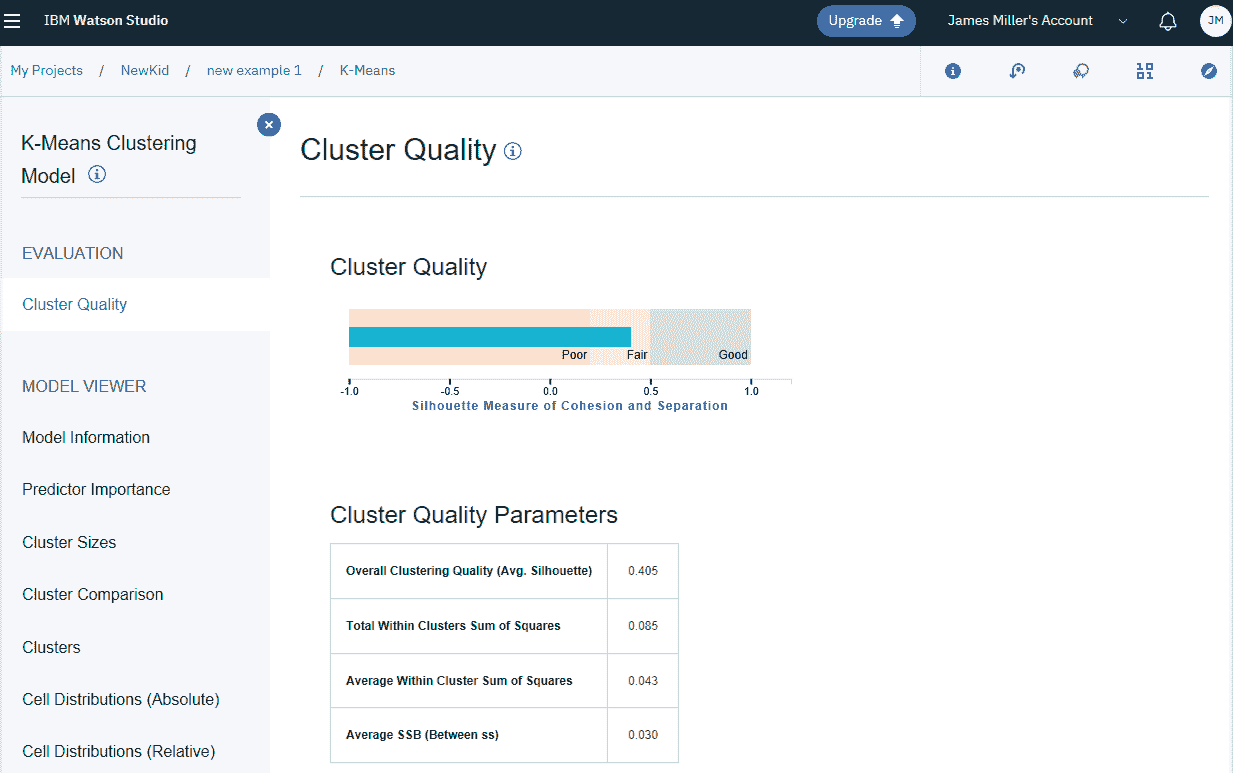 IBM Watson Studio
Upgrade
James Miller's Account
JM
My Projects / NewKid / new example 1 / K-Means
K-Means Clustering
Model
EVALUATION
Cluster Quality
MODEL VIEWER
Model Information
Predictor Importance
Cluster Sizes
Cluster Comparison
Clusters
Cell Distributions (Absolute)
Cell Distributions (Relative)
Cluster Quality
Cluster Quality
Poor Fair Good
-1.0 -0.5 0.0 0.5 1.0
Silhouette Measure of Cohesion and Separation
Cluster Quality Parameters
Overall Clustering Quality (Avg. Silhouette) 0.405
Total Within Clusters Sum of Squares 0.085
Average Within Cluster Sum of Squares 0.043
Average SSB (Between ss) 0.030